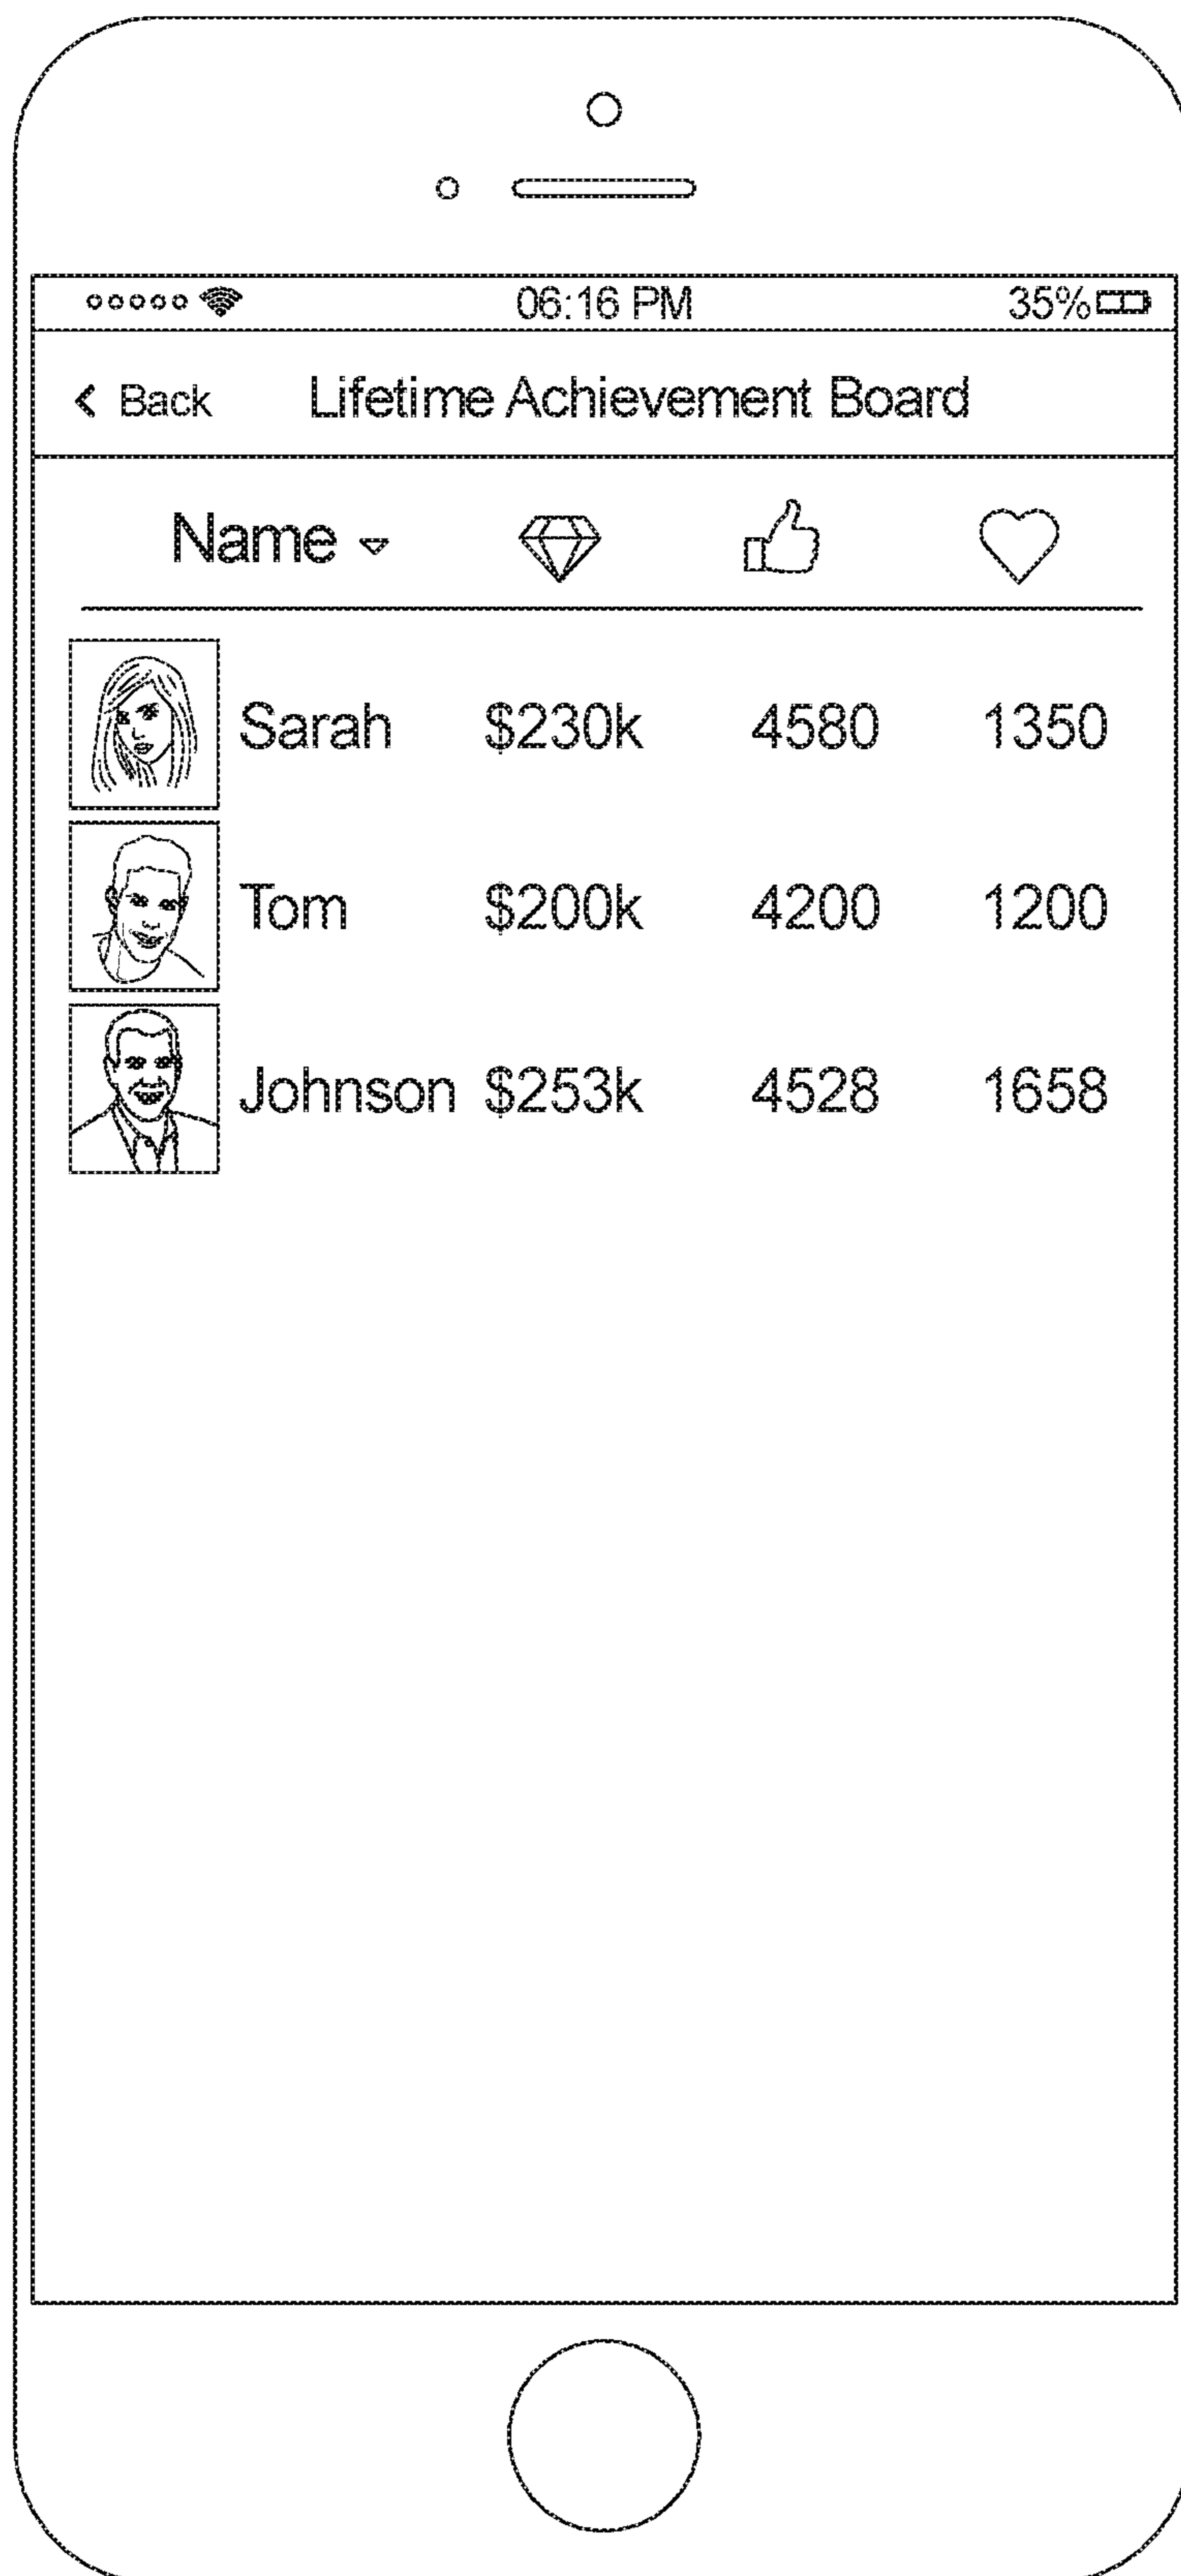 06:16 PM 35%
Back Lifetime Achievement Board
Name
Sarah $230k 4580 1350
Tom $200k 4200 1200
Johnson $253k 4528 1658